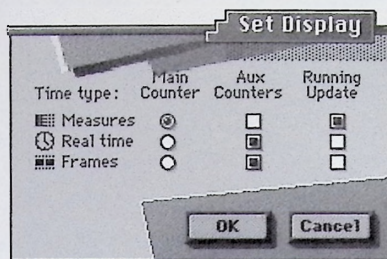 Set Display
Time type: Main Counter Aux Counters Running Update
Measures
Real time
Frames
OK Cancel